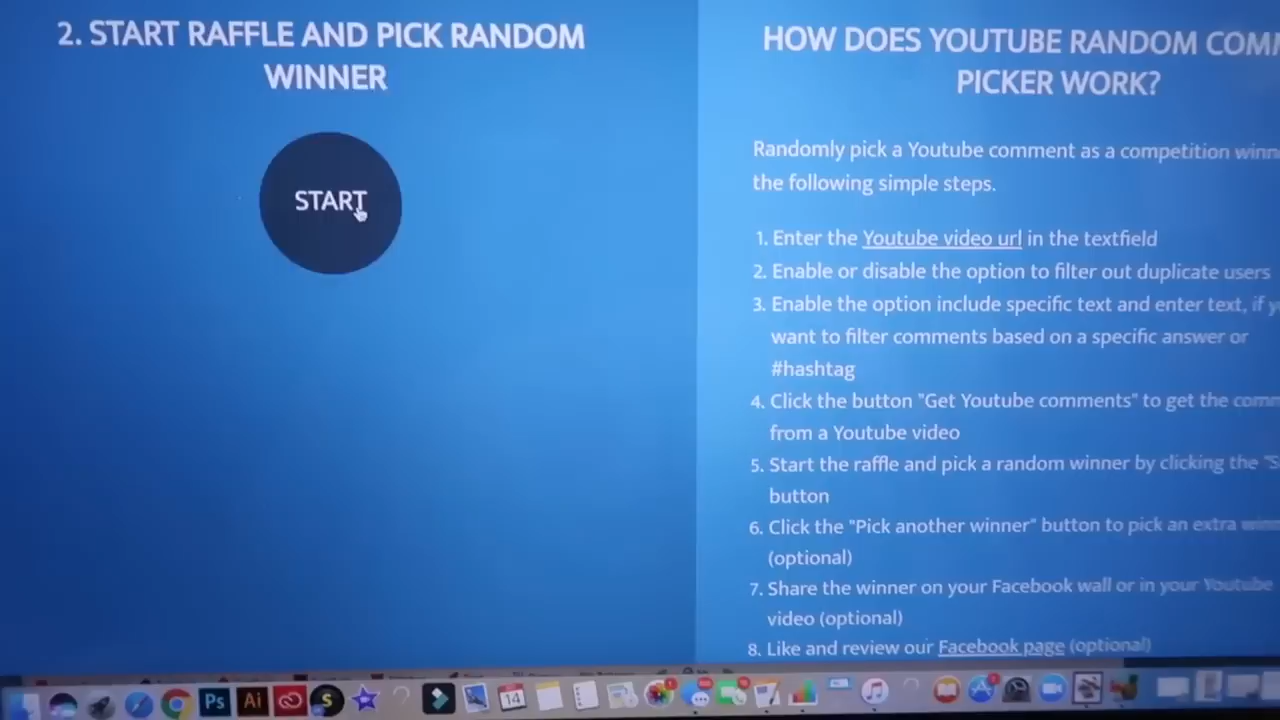 2. START RAFFLE AND PICK RANDOM
WINNER
START
HOW DOES YOUTUBE RANDOM
PICKER WORK?
Randomly pick a Youtube comment as a competition
the following simple steps.
1. Enter the Youtube video url in the textfield
2. Enable or disable the option to filter out duplicate users
3. Enable the option include specific text and enter text, if
want to filter comments based on a specific answer or
#hashtag
4. Click the button "Get Youtube comments" to get the
from a Youtube video
5. Start the raffle and pick a random winner by clicking the
button
6. Click the "Pick another winner" button to pick an extra
(optional)
7. Share the winner on your Facebook wall or in your Youtube
video (optional)
8. Like and review our Facebook page (optional)
Ps
Ai
S
14